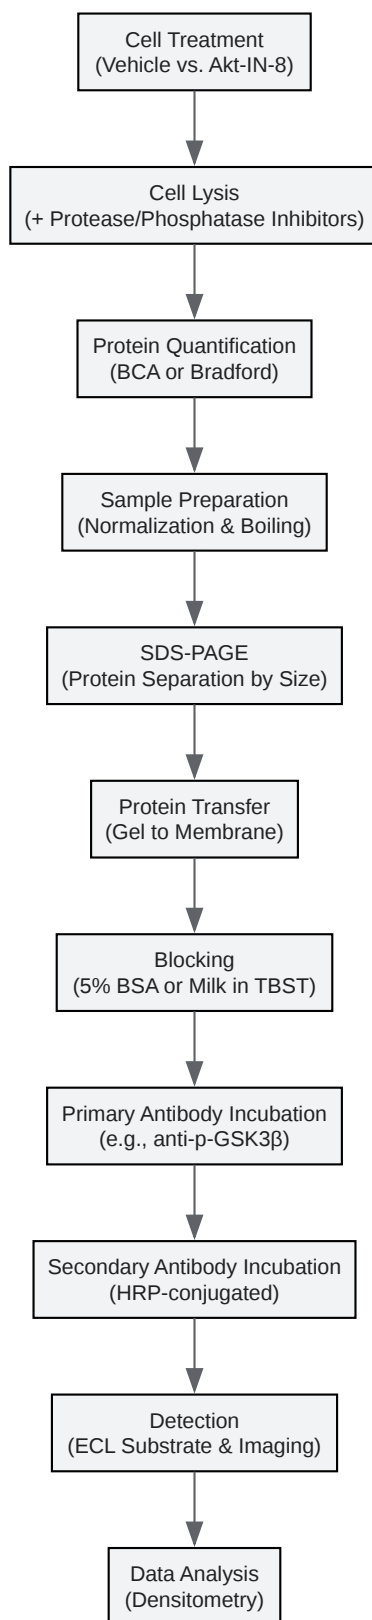 Cell Treatment
(Vehicle vs. Akt-IN-8)
Cell Lysis
(+ Protease/Phosphatase Inhibitors)
Protein Quantification
(BCA or Bradford)
Sample Preparation
(Normalization & Boiling)
SDS-PAGE
(Protein Separation by Size)
Protein Transfer
(Gel to Membrane)
Blocking
(5% BSA or Milk in TBST)
Primary Antibody Incubation
(e.g., anti-p-GSK3β)
Secondary Antibody Incubation
(HRP-conjugated)
Detection
(ECL Substrate & Imaging)
Data Analysis
(Densitometry)